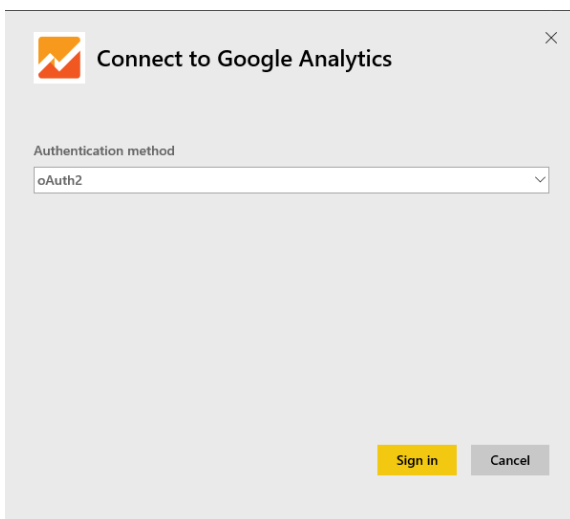 Connect to Google Analytics
Authentication method
oAuth2
Sign in Cancel